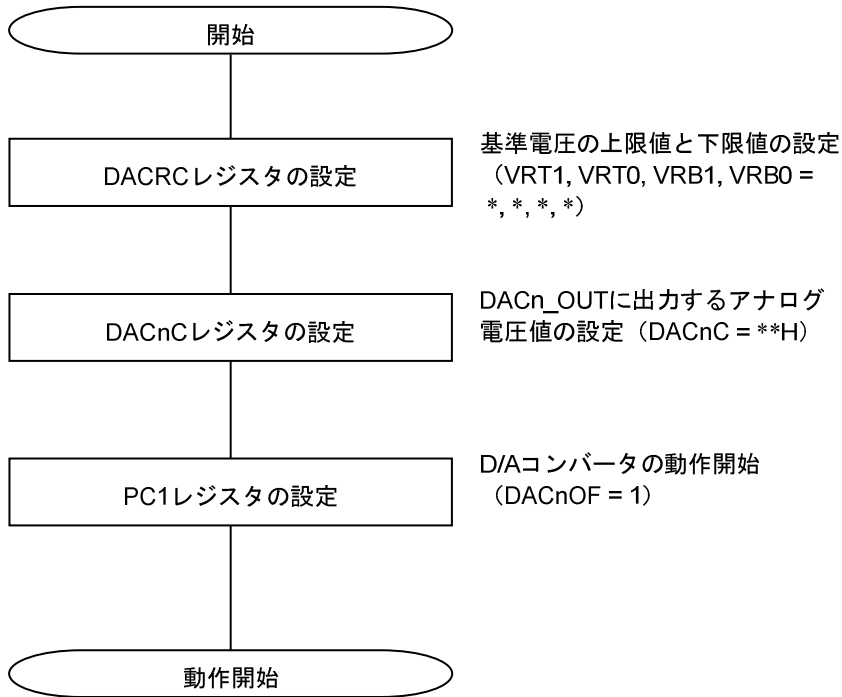 開始
DACRCレジスタの設定
基準電圧の上限値と下限値の設定
（VRT1, VRT0, VRB1, VRB0 =
*, *, *, *）
DACnCレジスタの設定
DACn_OUTに出力するアナログ
電圧値の設定（DACnC = **H）
PC1レジスタの設定
D/Aコンバータの動作開始
（DACnOF = 1）
動作開始